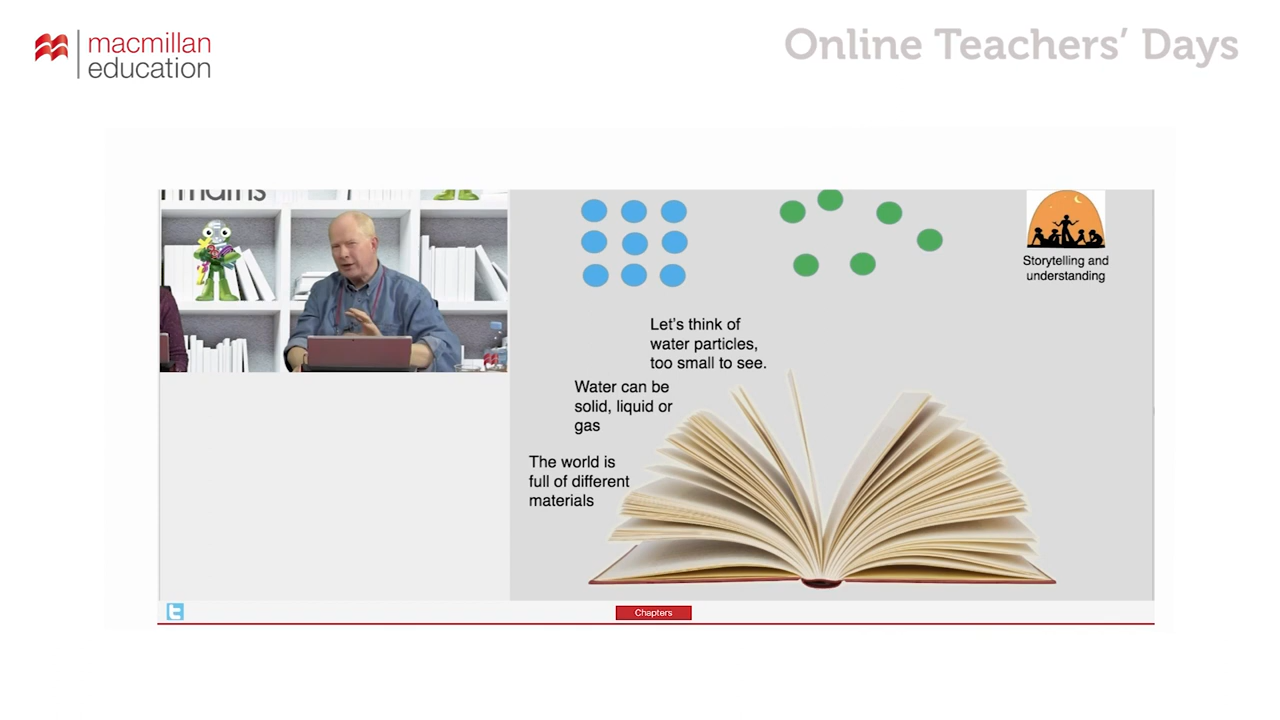 macmillan
education
Online Teachers’ Days
maths
Storytelling and
understanding
Let's think of
water particles,
too small to see.
Water can be
solid, liquid or
gas
The world is
full of different
materials
Chapters